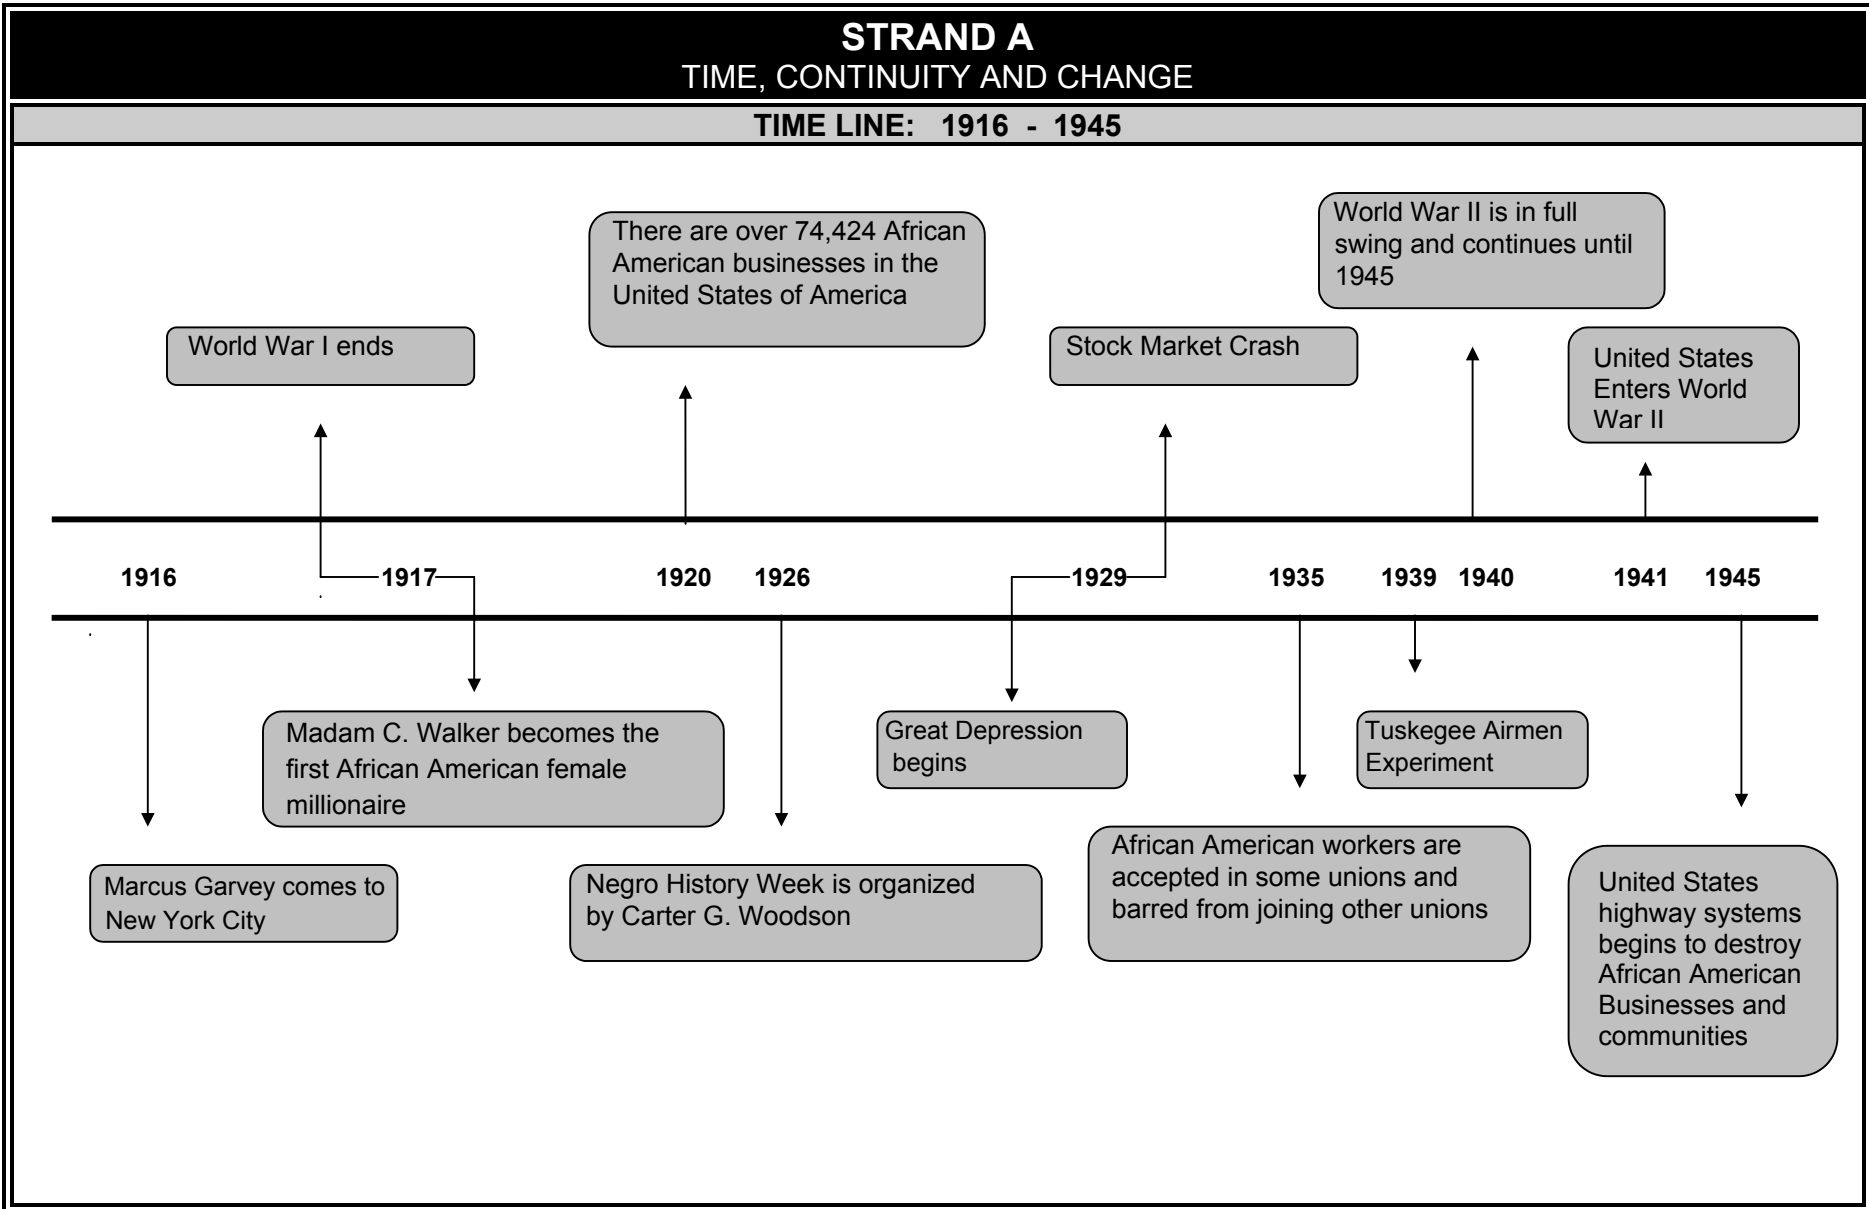 STRAND A
TIME, CONTINUITY AND CHANGE
TIME LINE: 1916 - 1945
World War I ends
There are over 74,424 African
American businesses in the
United States of America
Stock Market Crash
World War II is in full
swing and continues until
1945
United States
Enters World
War II
1916 1917 1920 1926 1929 1935 1939 1940 1941 1945
Marcus Garvey comes to
New York City
Madam C. Walker becomes the
first African American female
millionaire
Negro History Week is organized
by Carter G. Woodson
Great Depression
begins
African American workers are
accepted in some unions and
barred from joining other unions
Tuskegee Airmen
Experiment
United States
highway systems
begins to destroy
African American
Businesses and
communities